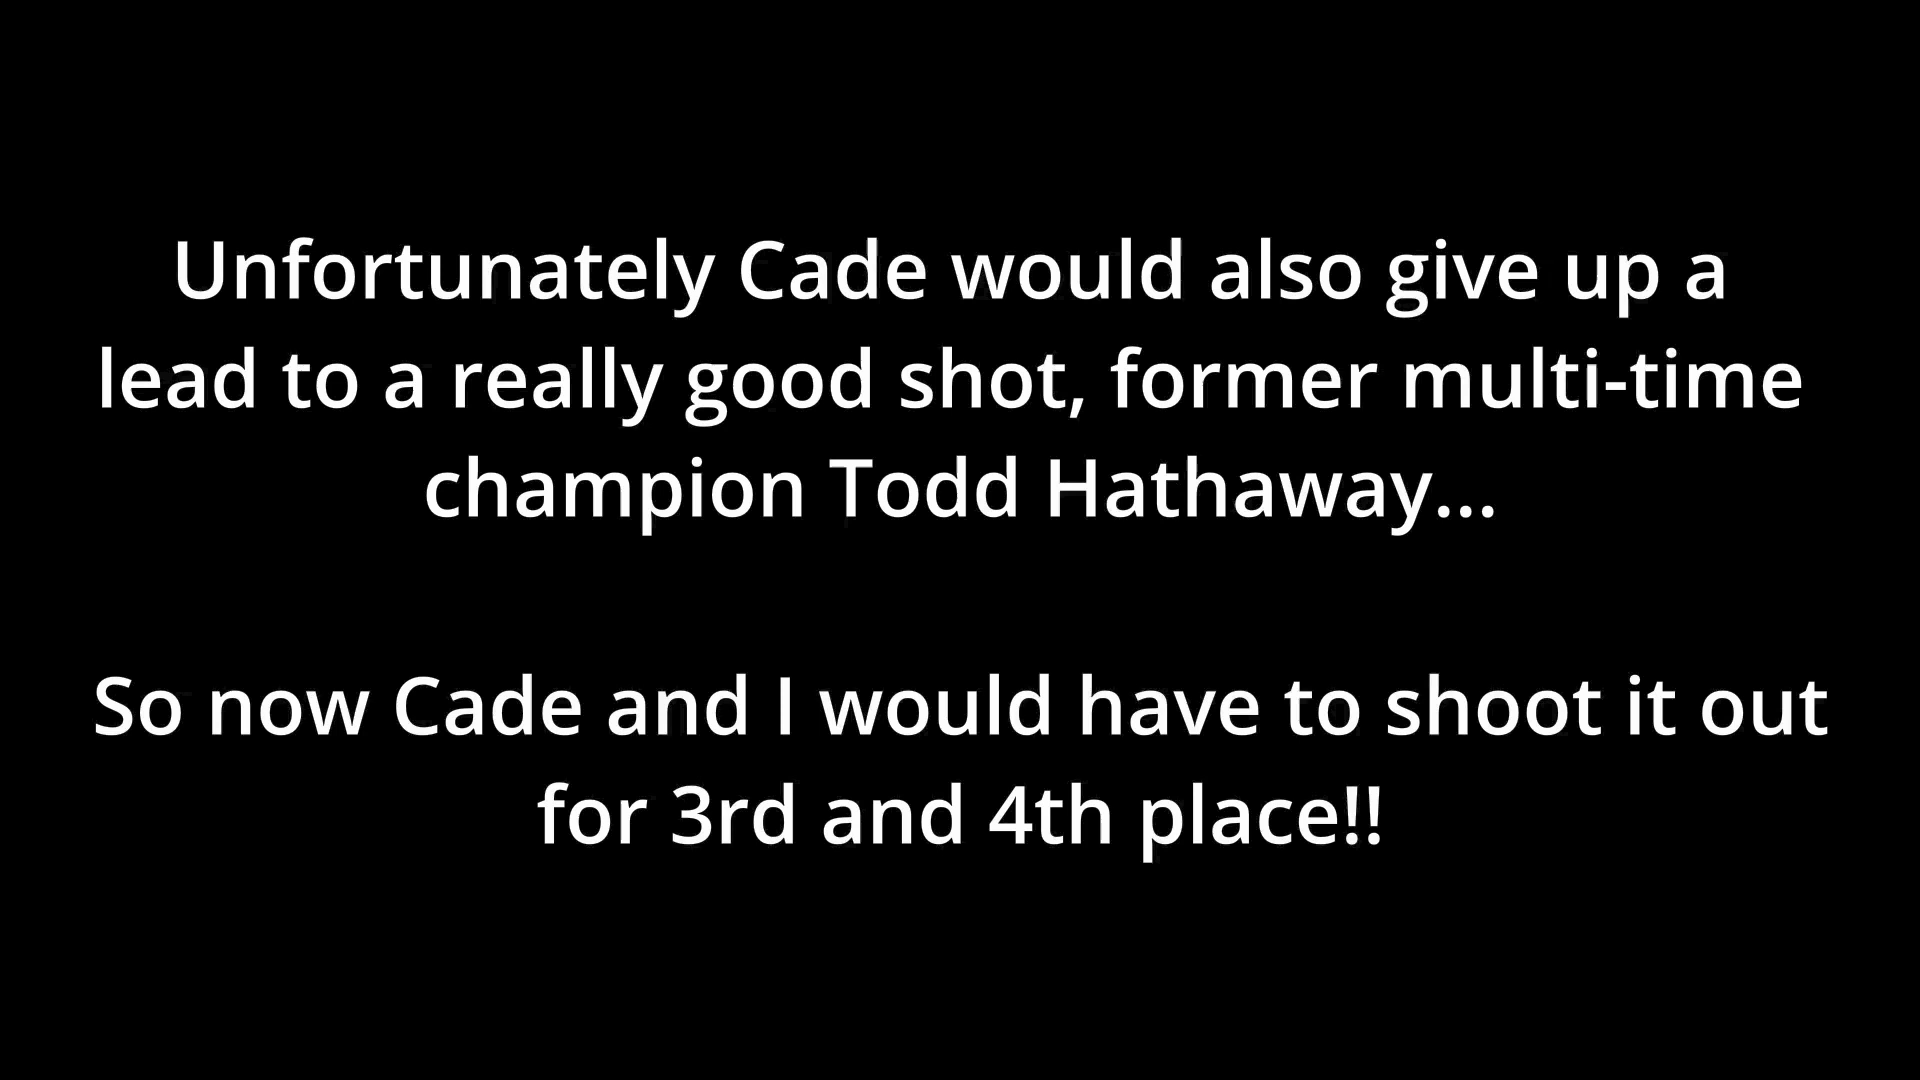 Unfortunately Cade would also give up a
lead to a really good shot, former multi-time
champion Todd Hathaway...
So now Cade and I would have to shoot it out
for 3rd and 4th place!!